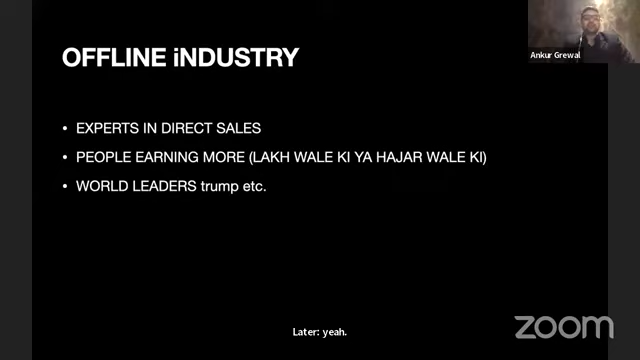 OFFLINE iNDUSTRY
Ankur Grewal
• EXPERTS IN DIRECT SALES
• PEOPLE EARNING MORE (LAKH WALE KI YA HAJAR WALE KI)
• WORLD LEADERS trump etc.
Later: yeah.
zoom